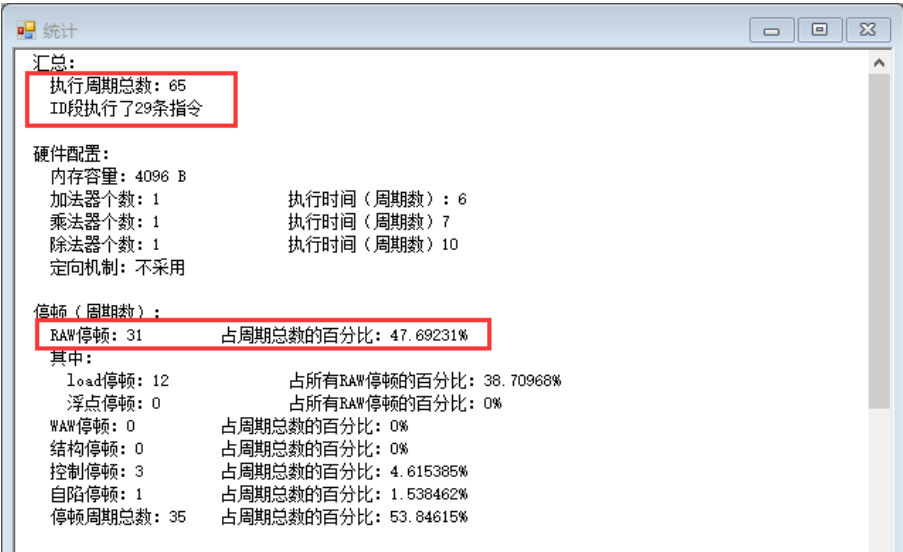 统计
汇总:
执行周期总数: 65
ID段执行了29条指令
硬件配置:
内存容量: 4096 B
加法器个数: 1 执行时间(周期数): 6
乘法器个数: 1 执行时间(周期数) 7
除法器个数: 1 执行时间(周期数) 10
定向机制: 不采用
停顿(周期数):
RAW停顿: 31 占周期总数的百分比: 47.69231%
其中:
load停顿: 12 占所有RAW停顿的百分比: 38.70968%
浮点停顿: 0 占所有RAW停顿的百分比: 0%
WAW停顿: 0 占周期总数的百分比: 0%
结构停顿: 0 占周期总数的百分比: 0%
控制停顿: 3 占周期总数的百分比: 4.615385%
自陷停顿: 1 占周期总数的百分比: 1.538462%
停顿周期总数: 35 占周期总数的百分比: 53.84615%